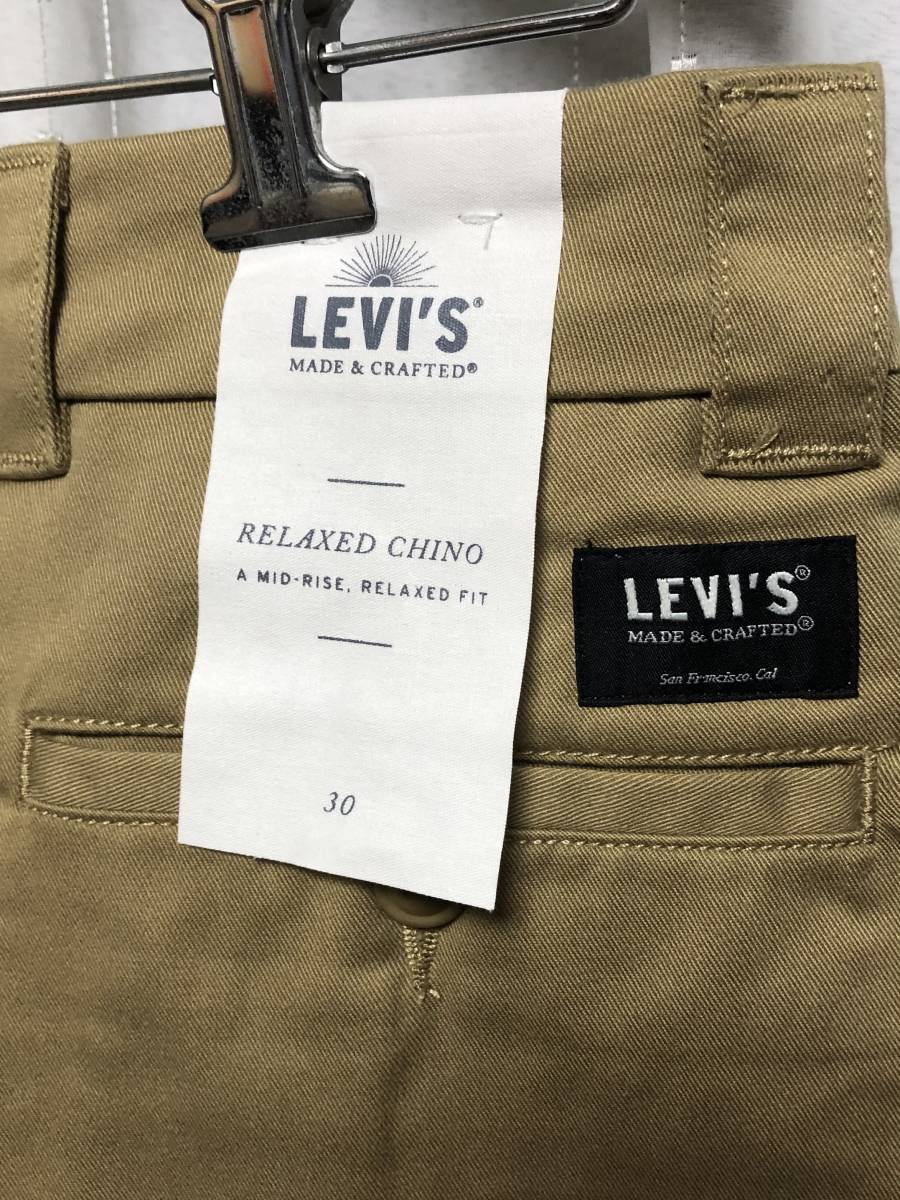 LEVI'S®
MADE & CRAFTED®
RELAXED CHINO
A MID-RISE, RELAXED FIT
30
LEVI'S®
MADE & CRAFTED®
San Francisco. Cal